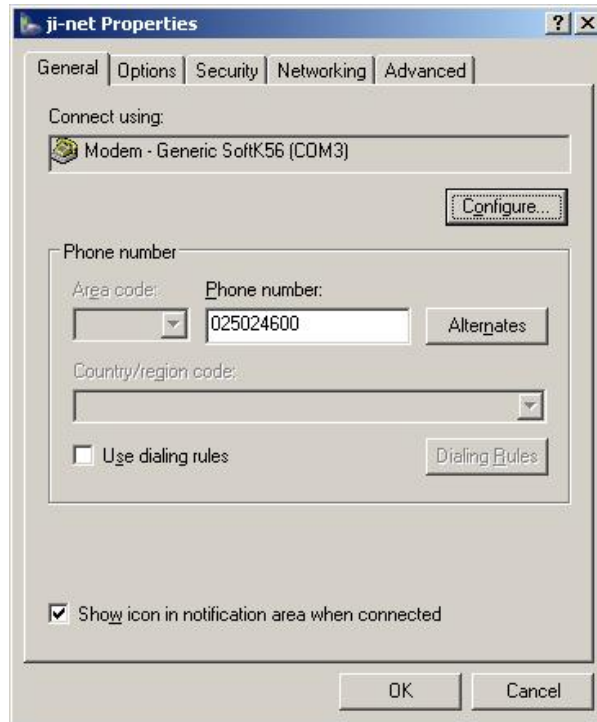 ji-net Properties
General Options Security Networking Advanced
Connect using:
Modem - Generic SoftK56 (COM3)
Configure...
Phone number
Area code: Phone number:
025024600 Alternates
Country/region code:
Use dialing rules Dialing Rules
Show icon in notification area when connected
OK Cancel